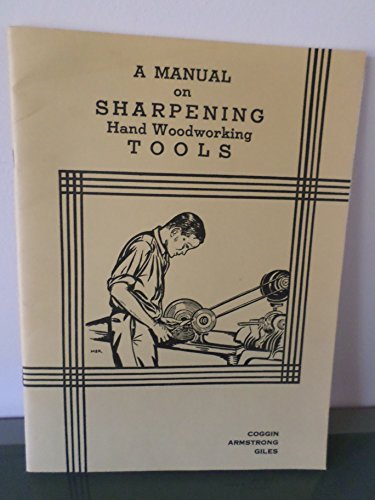 A MANUAL
on
SHARPENING
Hand Woodworking
TOOLS
COGGIN
ARMSTRONG
GILES